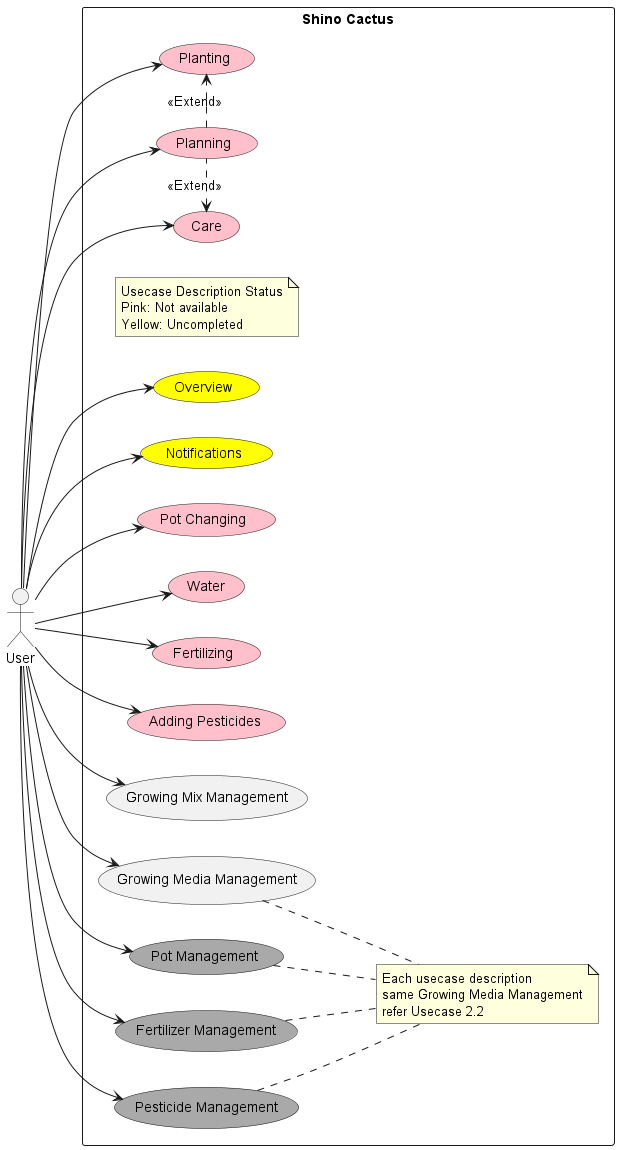 Shino Cactus
Planting
«Extend»
Planning
«Extend»
Care
Usecase Description Status
Pink: Not available
Yellow: Uncompleted
Overview
Notifications
Pot Changing
Water
Fertilizing
User
Adding Pesticides
Growing Mix Management
Growing Media Management
Pot Management
Each usecase description
same Growing Media Management
refer Usecase 2.2
Fertilizer Management
Pesticide Management